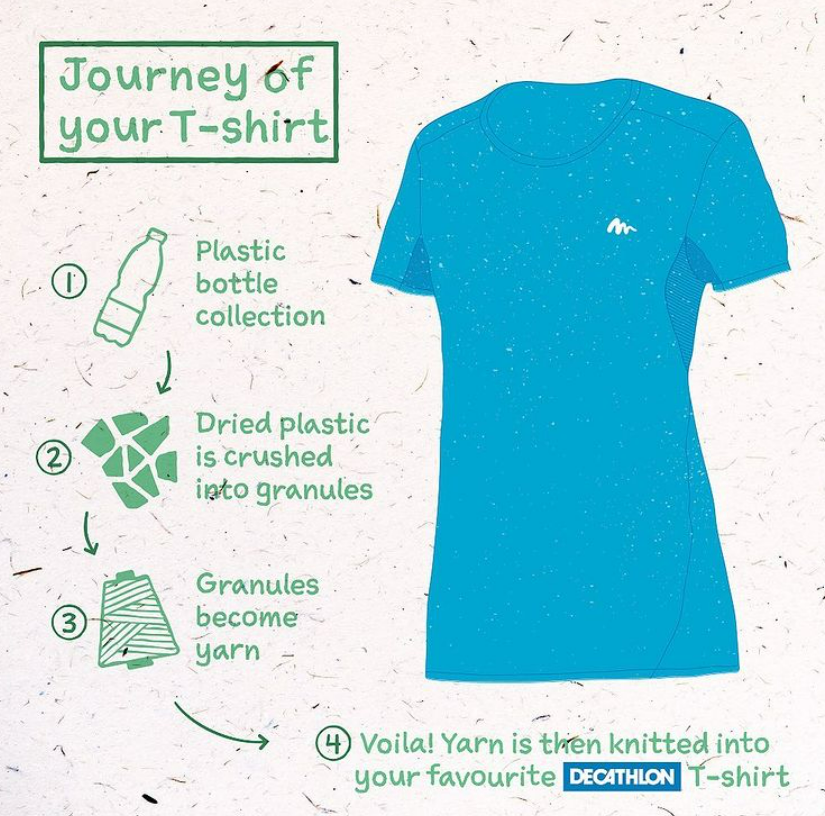 Journey of
your T-shirt
1
Plastic
bottle
collection
2
Dried plastic
is crushed
into granules
3
Granules
become
yarn
4 Voila! Yarn is then knitted into
your favourite DECATHLON T-shirt